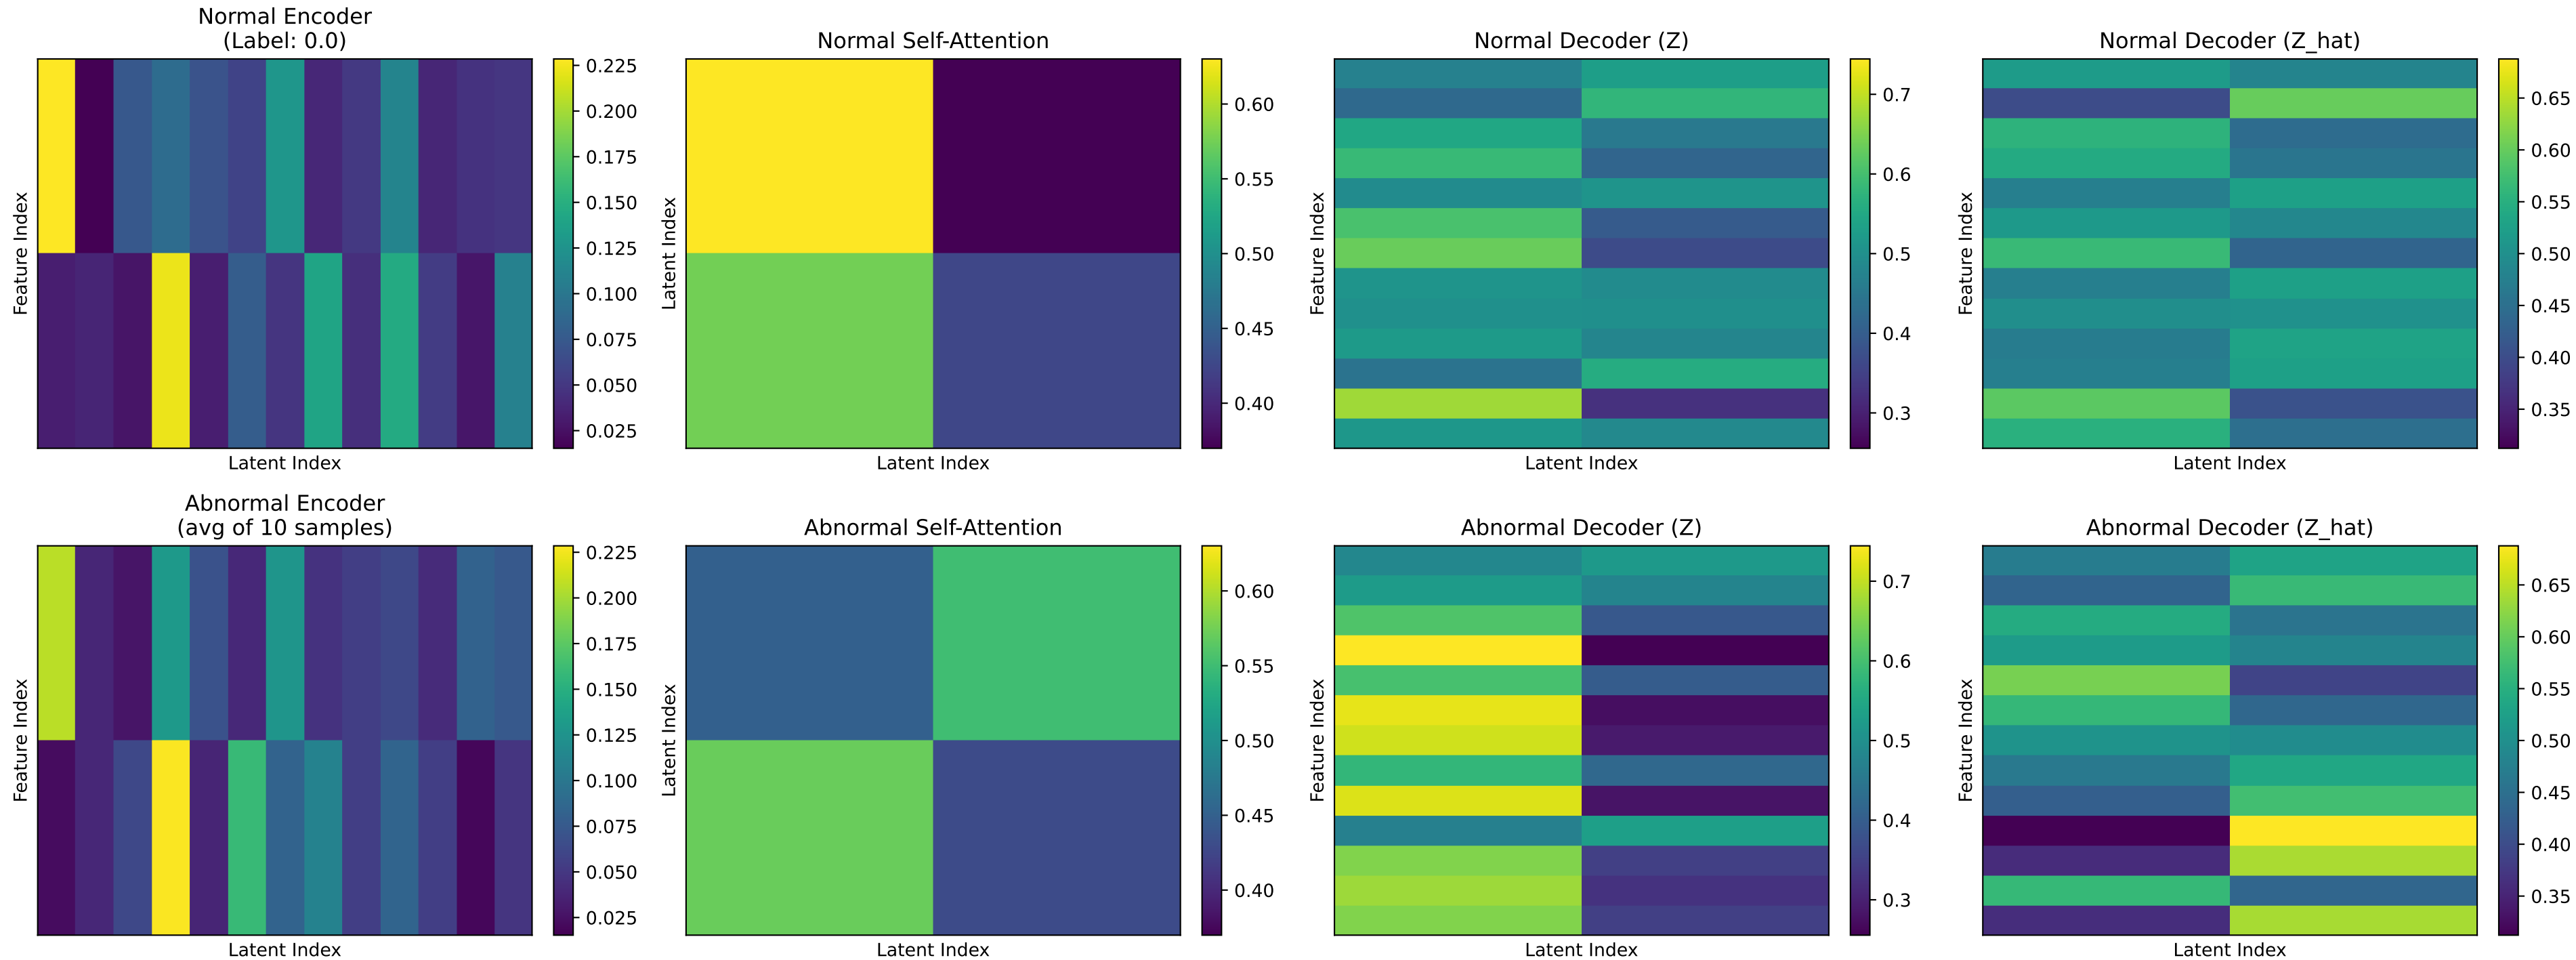 Normal Encoder
(Label: 0.0)
Feature Index
Latent Index
0.225
0.200
0.175
0.150
0.125
0.100
0.075
0.050
0.025
Normal Self-Attention
Latent Index
Latent Index
0.60
0.55
0.50
0.45
0.40
Normal Decoder (Z)
Feature Index
Latent Index
0.7
0.6
0.5
0.4
0.3
Normal Decoder (Z_hat)
Feature Index
Latent Index
0.65
0.60
0.55
0.50
0.45
0.40
0.35
Abnormal Encoder
(avg of 10 samples)
Feature Index
Latent Index
0.225
0.200
0.175
0.150
0.125
0.100
0.075
0.050
0.025
Abnormal Self-Attention
Latent Index
Latent Index
0.60
0.55
0.50
0.45
0.40
Abnormal Decoder (Z)
Feature Index
Latent Index
0.7
0.6
0.5
0.4
0.3
Abnormal Decoder (Z_hat)
Feature Index
Latent Index
0.65
0.60
0.55
0.50
0.45
0.40
0.35